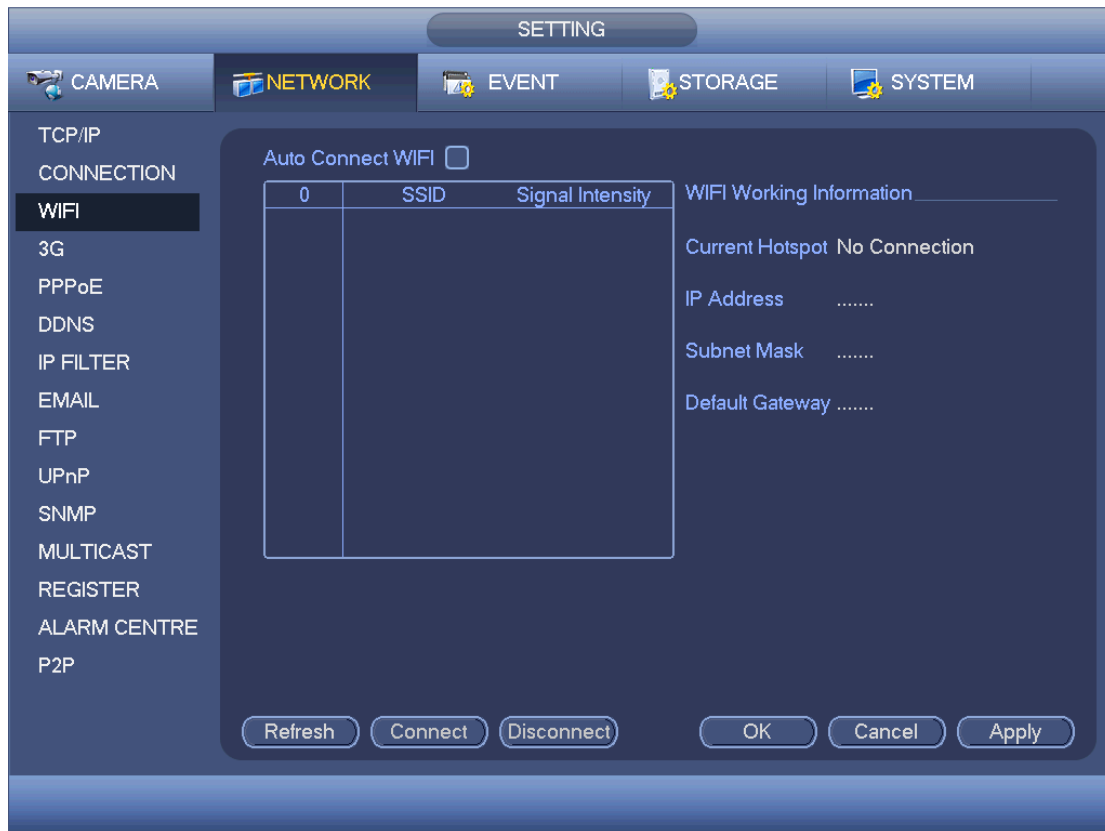 SETTING
CAMERA NETWORK EVENT STORAGE SYSTEM
TCP/IP
CONNECTION
WIFI
3G
PPPoE
DDNS
IP FILTER
EMAIL
FTP
UPnP
SNMP
MULTICAST
REGISTER
ALARM CENTRE
P2P
Auto Connect WIFI
0 SSID Signal Intensity
WIFI Working Information
Current Hotspot No Connection
IP Address .......
Subnet Mask .......
Default Gateway .......
Refresh Connect Disconnect OK Cancel Apply